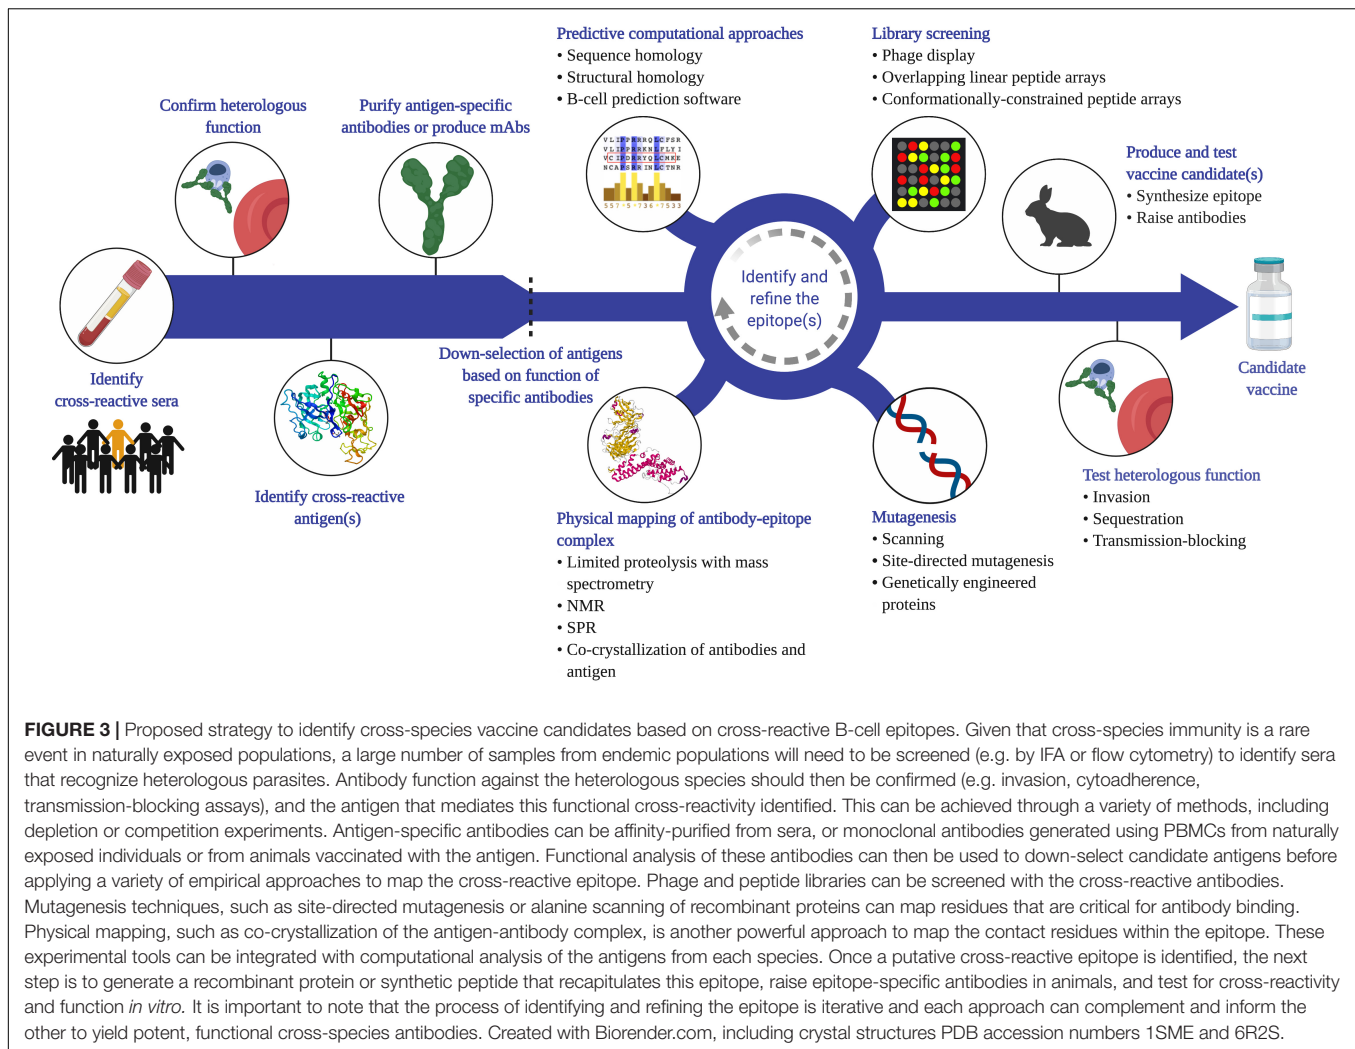 Predictive computational approaches
• Sequence homology
• Structural homology
• B-cell prediction software
Library screening
• Phage display
• Overlapping linear peptide arrays
• Conformationally-constrained peptide arrays
Confirm heterologous
function
Purify antigen-specific
antibodies or produce mAbs
Produce and test
vaccine candidate(s)
• Synthesize epitope
• Raise antibodies
Identify and
refine the
epitope(s)
Identify
cross-reactive sera
Identify cross-reactive
antigen(s)
Down-selection of antigens
based on function of
specific antibodies
Candidate
vaccine
Physical mapping of antibody-epitope
complex
• Limited proteolysis with mass
spectrometry
• NMR
• SPR
• Co-crystallization of antibodies and
antigen
Mutagenesis
• Scanning
• Site-directed mutagenesis
• Genetically engineered
proteins
Test heterologous function
• Invasion
• Sequestration
• Transmission-blocking
FIGURE 3 | Proposed strategy to identify cross-species vaccine candidates based on cross-reactive B-cell epitopes. Given that cross-species immunity is a rare
event in naturally exposed populations, a large number of samples from endemic populations will need to be screened (e.g. by IFA or flow cytometry) to identify sera
that recognize heterologous parasites. Antibody function against the heterologous species should then be confirmed (e.g. invasion, cytoadherence,
transmission-blocking assays), and the antigen that mediates this functional cross-reactivity identified. This can be achieved through a variety of methods, including
depletion or competition experiments. Antigen-specific antibodies can be affinity-purified from sera, or monoclonal antibodies generated using PBMCs from naturally
exposed individuals or from animals vaccinated with the antigen. Functional analysis of these antibodies can then be used to down-select candidate antigens before
applying a variety of empirical approaches to map the cross-reactive epitope. Phage and peptide libraries can be screened with the cross-reactive antibodies.
Mutagenesis techniques, such as site-directed mutagenesis or alanine scanning of recombinant proteins can map residues that are critical for antibody binding.
Physical mapping, such as co-crystallization of the antigen-antibody complex, is another powerful approach to map the contact residues within the epitope. These
experimental tools can be integrated with computational analysis of the antigens from each species. Once a putative cross-reactive epitope is identified, the next
step is to generate a recombinant protein or synthetic peptide that recapitulates this epitope, raise epitope-specific antibodies in animals, and test for cross-reactivity
and function in vitro. It is important to note that the process of identifying and refining the epitope is iterative and each approach can complement and inform the
other to yield potent, functional cross-species antibodies. Created with Biorender.com, including crystal structures PDB accession numbers 1SME and 6R2S.